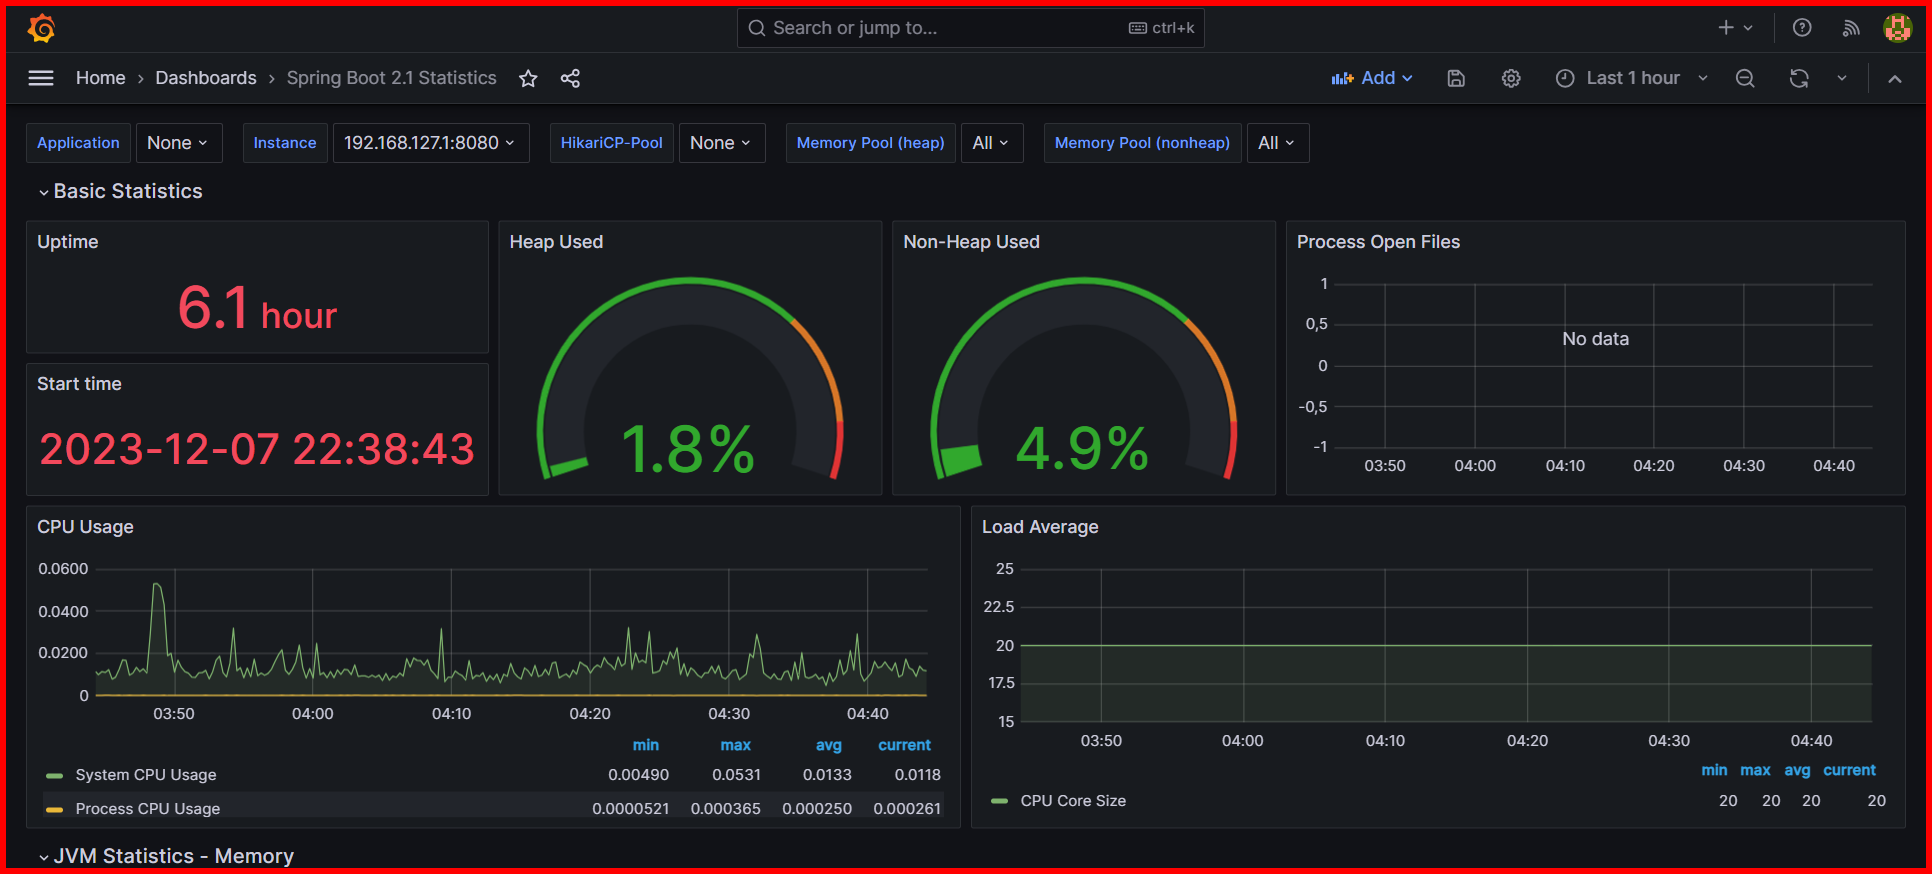 Search or jump to... ctrl+k
Home › Dashboards › Spring Boot 2.1 Statistics
Add
Last 1 hour
Application None Instance 192.168.127.1:8080 HikariCP-Pool None Memory Pool (heap) All Memory Pool (nonheap) All
Basic Statistics
Uptime
6.1 hour
Start time
2023-12-07 22:38:43
Heap Used
1.8%
Non-Heap Used
4.9%
Process Open Files
1
0,5
0
-0,5
-1
No data
03:50 04:00 04:10 04:20 04:30 04:40
CPU Usage
0.0600
0.0400
0.0200
0
03:50 04:00 04:10 04:20 04:30 04:40
min max avg current
System CPU Usage 0.00490 0.0531 0.0133 0.0118
Process CPU Usage 0.0000521 0.000365 0.000250 0.000261
Load Average
25
22.5
20
17.5
15
03:50 04:00 04:10 04:20 04:30 04:40
min max avg current
CPU Core Size 20 20 20 20
JVM Statistics - Memory